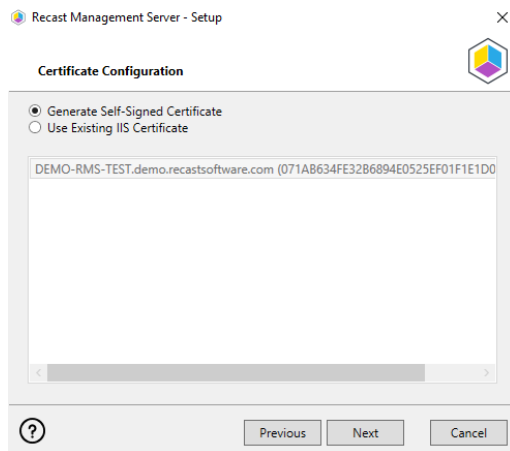 Recast Management Server - Setup
Certificate Configuration
Generate Self-Signed Certificate
Use Existing IIS Certificate
DEMO-RMS-TEST.demo.recastsoftware.com (071AB634FE32B6894E0525EF01F1E1D0
?
Previous
Next
Cancel